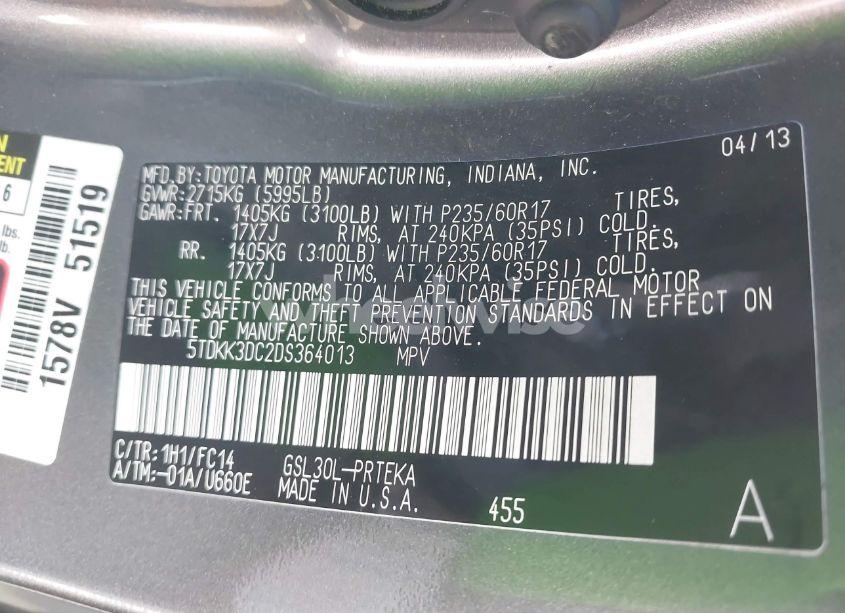 04/13
MFD.BY:TOYOTA MOTOR MANUFACTURING, INDIANA, INC.
GVWR:2715KG (5995LB)
GAWR:FRT. 1405KG (3100LB) WITH P235/60R17 TIRES,
17X7J RIMS, AT 240KPA (35PSI) COLD.
RR. 1405KG (3100LB) WITH P235/60R17 TIRES,
17X7J RIMS, AT 240KPA (35PSI) COLD.
THIS VEHICLE CONFORMS TO ALL APPLICABLE FEDERAL MOTOR
VEHICLE SAFETY AND THEFT PREVENTION STANDARDS IN EFFECT ON
THE DATE OF MANUFACTURE SHOWN ABOVE.
5TDKK3DC2DS364013 MPV
C/TR:1H1/FC14
A/TM:-01A/U660E
GSL30L-PRTEKA
MADE IN U.S.A.
455
A
1578V 51519
6
lbs.
lb.